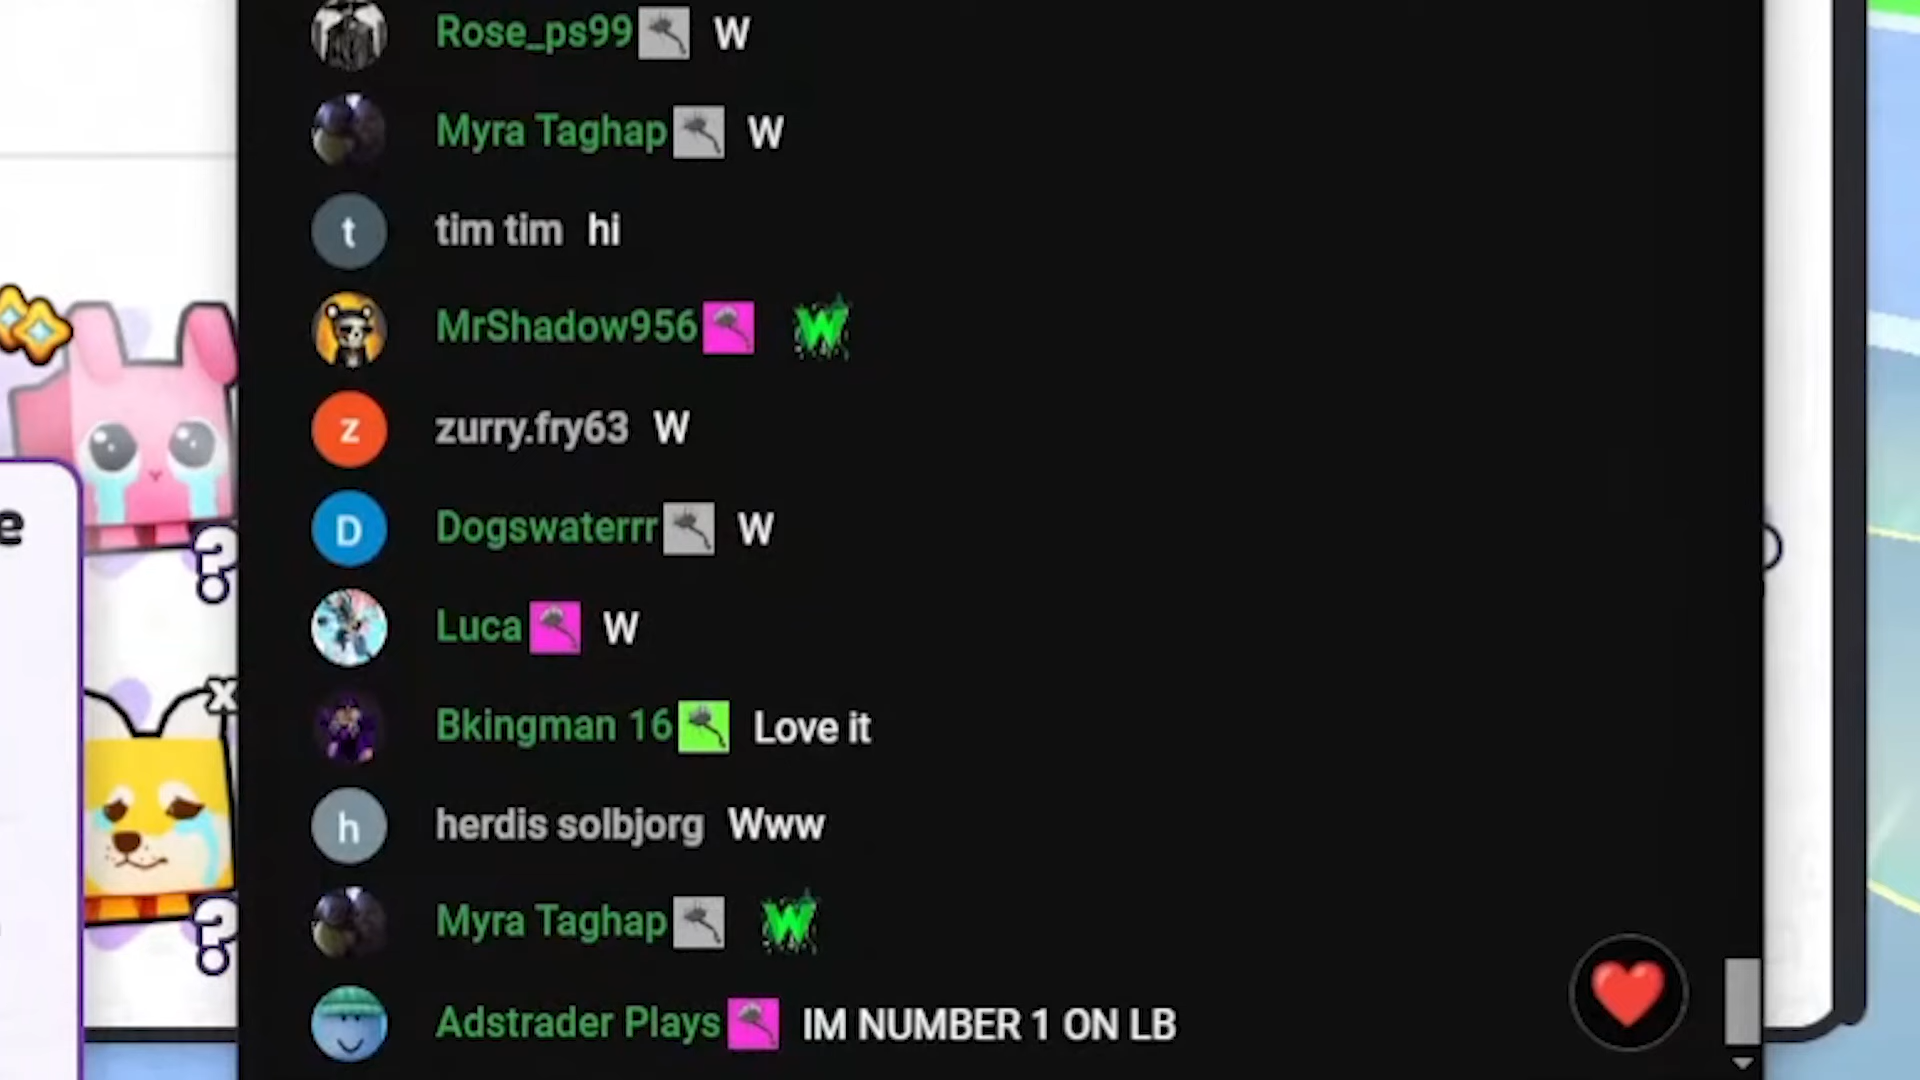 Rose_ps99 W
Myra Taghap W
t tim tim hi
MrShadow956 W
z zurry.fry63 W
D Dogswaterrr W
Luca W
Bkingman 16 Love it
h herdis solbjorg Www
Myra Taghap W
Adstrader Plays IM NUMBER 1 ON LB
e
?
x
?